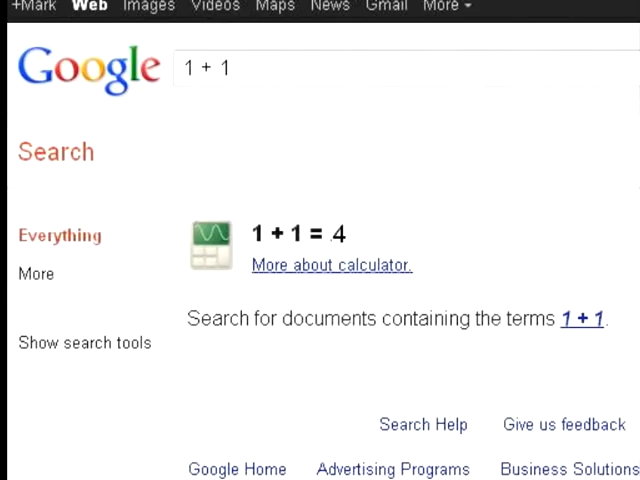 +Mark Web Images Videos Maps News Gmail More
Google 1 + 1
Search
Everything
1 + 1 = 4
More about calculator.
More
Search for documents containing the terms 1 + 1.
Show search tools
Search Help Give us feedback
Google Home Advertising Programs Business Solutions